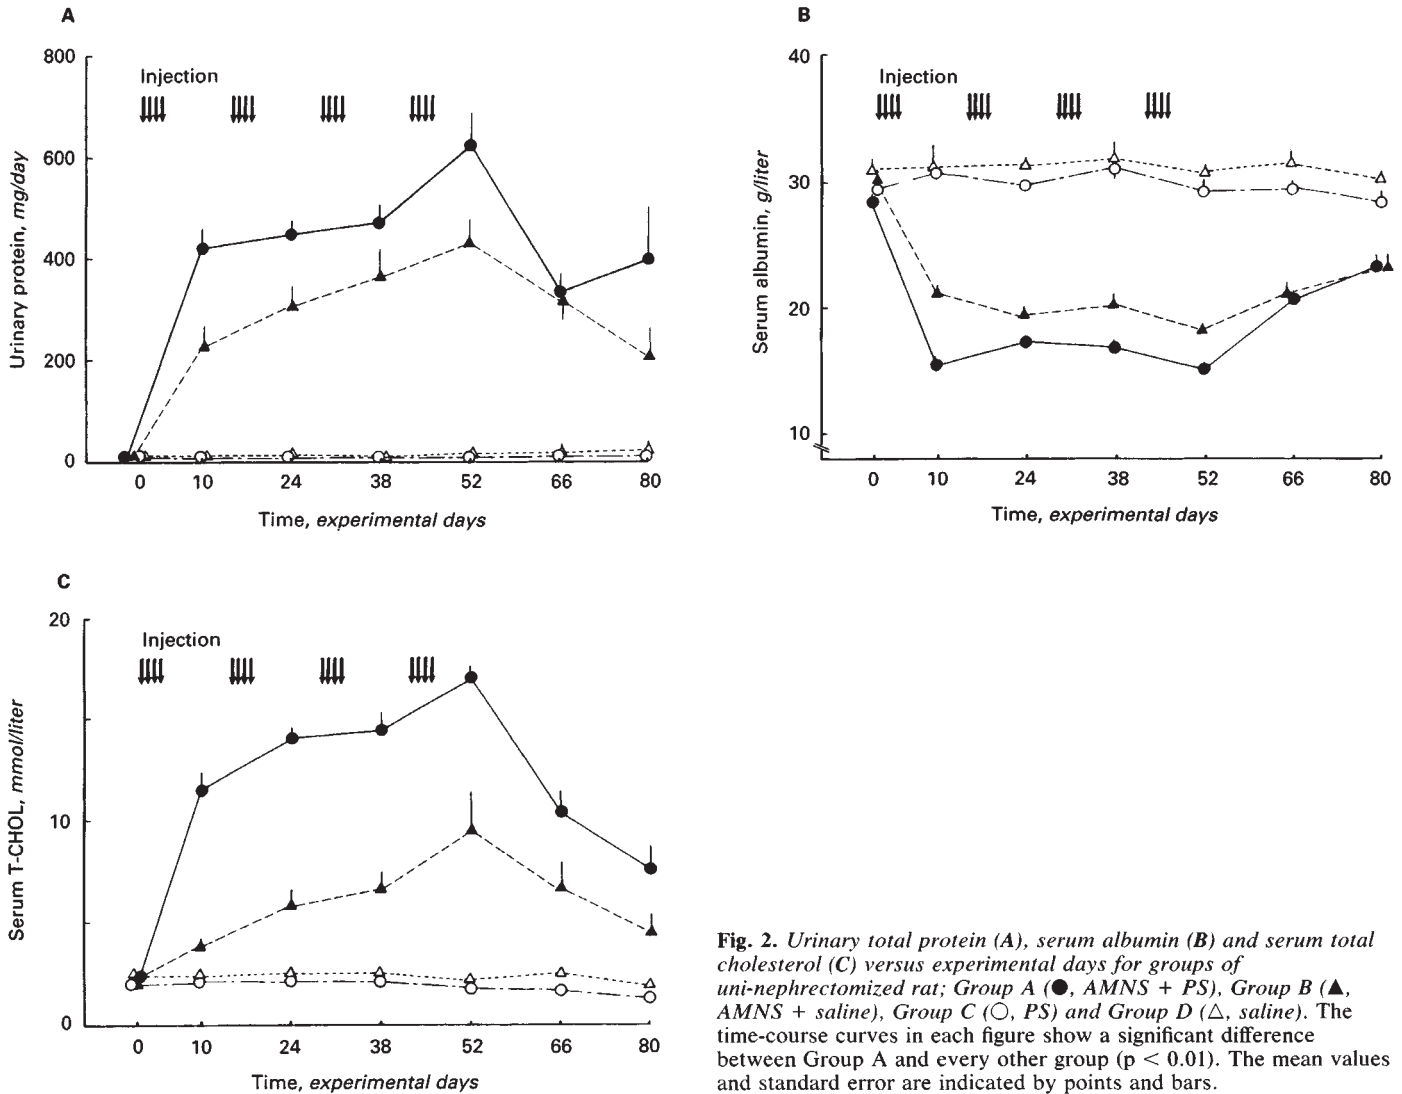 A
800
600
400
200
0
Urinary protein, mg/day
Injection
0 10 24 38 52 66 80
Time, experimental days
B
40
30
20
10
Serum albumin, g/liter
Injection
0 10 24 38 52 66 80
Time, experimental days
C
20
10
0
Serum T-CHOL, mmol/liter
Injection
0 10 24 38 52 66 80
Time, experimental days
Fig. 2. Urinary total protein (A), serum albumin (B) and serum total
cholesterol (C) versus experimental days for groups of
uni-nephrectomized rat; Group A (●, AMNS + PS), Group B (▲,
AMNS + saline), Group C (○, PS) and Group D (△, saline). The
time-course curves in each figure show a significant difference
between Group A and every other group (p < 0.01). The mean values
and standard error are indicated by points and bars.